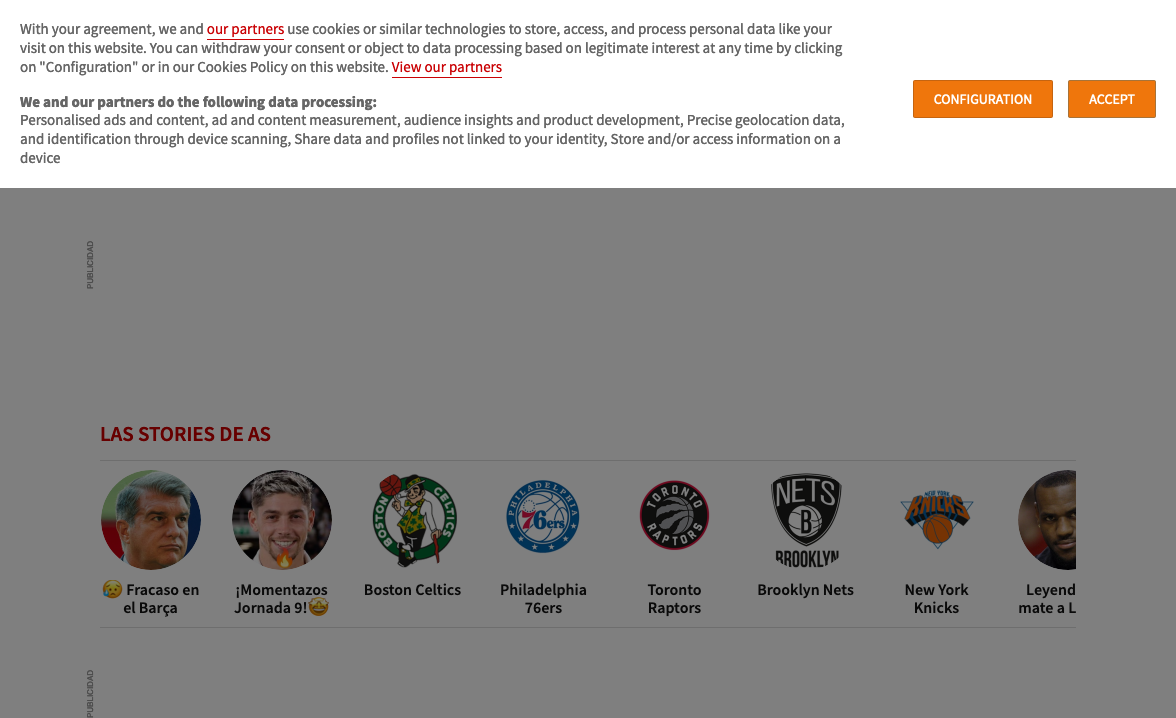 With your agreement, we and our partners use cookies or similar technologies to store, access, and process personal data like your
visit on this website. You can withdraw your consent or object to data processing based on legitimate interest at any time by clicking
on "Configuration" or in our Cookies Policy on this website. View our partners
We and our partners do the following data processing:
Personalised ads and content, ad and content measurement, audience insights and product development, Precise geolocation data,
and identification through device scanning, Share data and profiles not linked to your identity, Store and/or access information on a
device
CONFIGURATION
ACCEPT
PUBLICIDAD
LAS STORIES DE AS
BOSTON CELTICS
PHILADELPHIA
76ers
TORONTO
RAPTORS
NETS
B
BROOKLYN
NEW YORK
KNICKS
😥 Fracaso en
el Barça
¡Momentazos
Jornada 9!🤩
Boston Celtics
Philadelphia
76ers
Toronto
Raptors
Brooklyn Nets
New York
Knicks
Leyend
mate a L
PUBLICIDAD